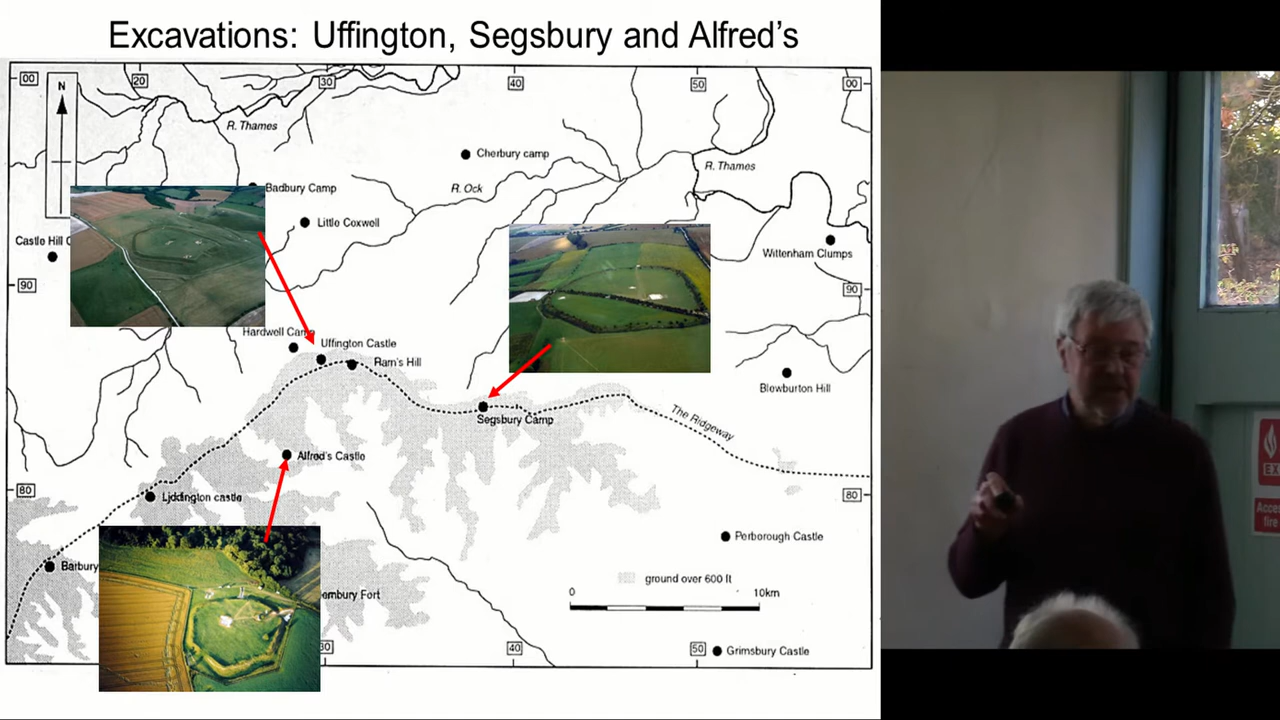 Excavations: Uffington, Segsbury and Alfred's
00
20
30
40
50
00
N
R. Thames
Cherbury camp
R. Thames
R. Ock
Badbury Camp
Little Coxwell
Castle Hill
Wittenham Clumps
90
90
Hardwell Camp
Uffington Castle
Ram's Hill
Blewburton Hill
Segsbury Camp
The Ridgeway
Alfred's Castle
80
Liddington castle
80
Perborough Castle
Barbury
ground over 600 ft
0
10km
Fort
30
40
50
Grimsbury Castle
fire